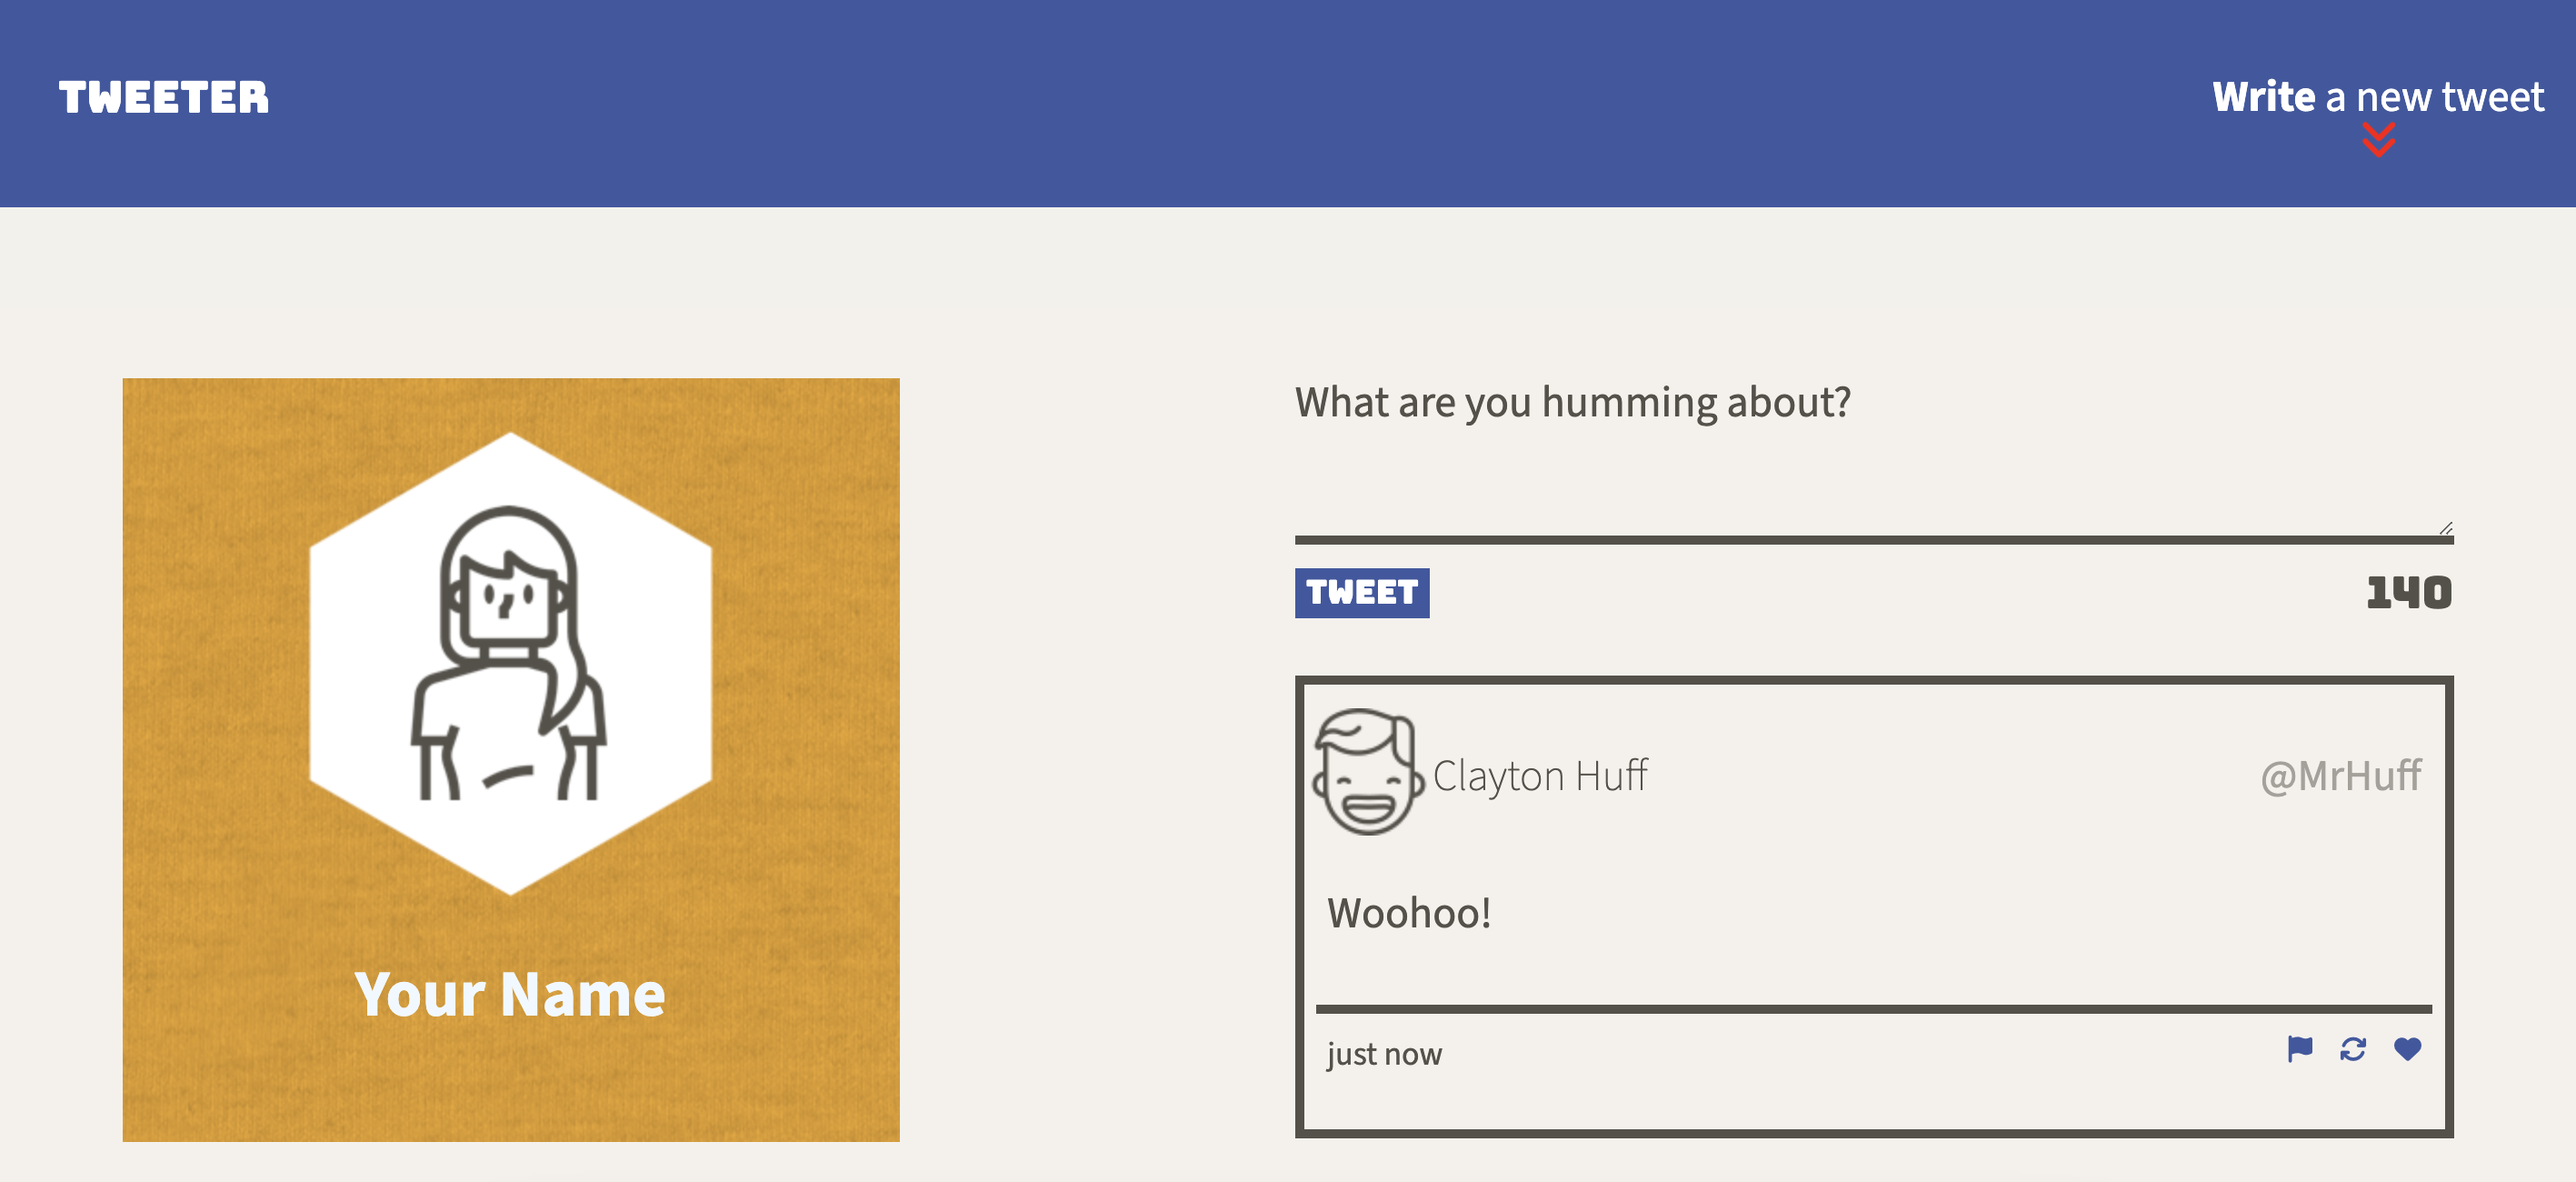 TWEETER
Write a new tweet
Your Name
What are you humming about?
TWEET
140
Clayton Huff
@MrHuff
Woohoo!
just now